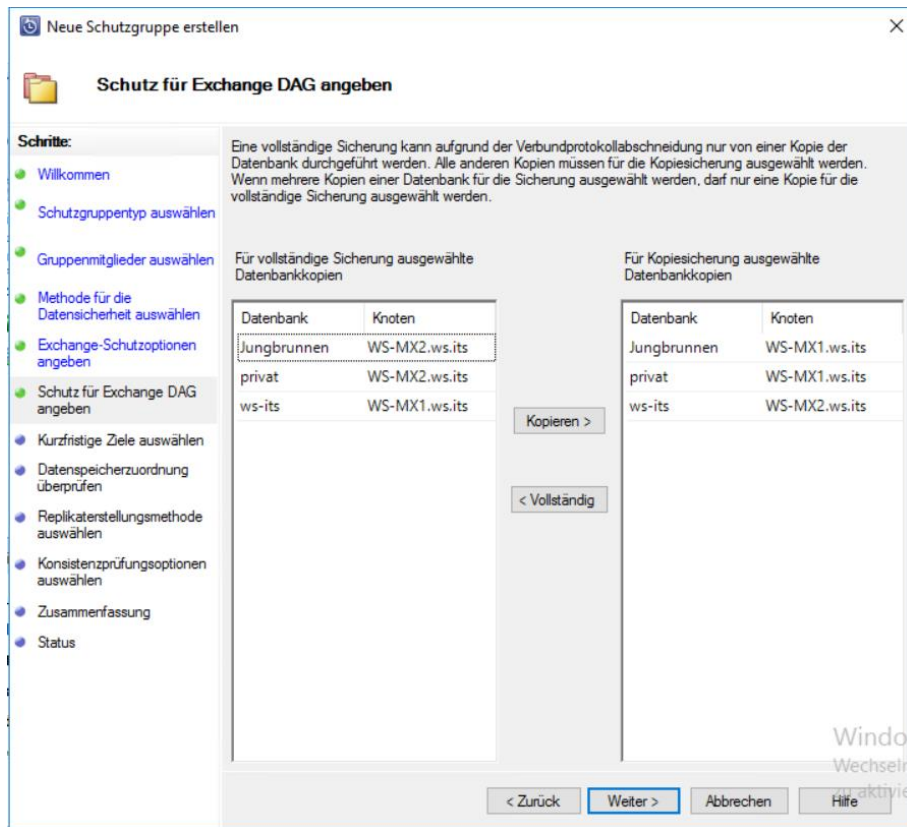 Neue Schutzgruppe erstellen
Schutz für Exchange DAG angeben
Schritte:
Willkommen
Schutzgruppentyp auswählen
Gruppenmitglieder auswählen
Methode für die
Datensicherheit auswählen
Exchange-Schutzoptionen
angeben
Schutz für Exchange DAG
angeben
Kurzfristige Ziele auswählen
Datenspeicherzuordnung
überprüfen
Replikaterstellungsmethode
auswählen
Konsistenzprüfungsoptionen
auswählen
Zusammenfassung
Status
Eine vollständige Sicherung kann aufgrund der Verbundprotokollabschneidung nur von einer Kopie der
Datenbank durchgeführt werden. Alle anderen Kopien müssen für die Kopiesicherung ausgewählt werden.
Wenn mehrere Kopien einer Datenbank für die Sicherung ausgewählt werden, darf nur eine Kopie für die
vollständige Sicherung ausgewählt werden.
Für vollständige Sicherung ausgewählte
Datenbankkopien
Datenbank Knoten
Jungbrunnen WS-MX2.ws.its
privat WS-MX2.ws.its
ws-its WS-MX1.ws.its
Kopieren >
< Vollständig
Für Kopiesicherung ausgewählte
Datenbankkopien
Datenbank Knoten
Jungbrunnen WS-MX1.ws.its
privat WS-MX1.ws.its
ws-its WS-MX2.ws.its
Windo
Wechseln
< Zurück Weiter > Abbrechen Hilfe